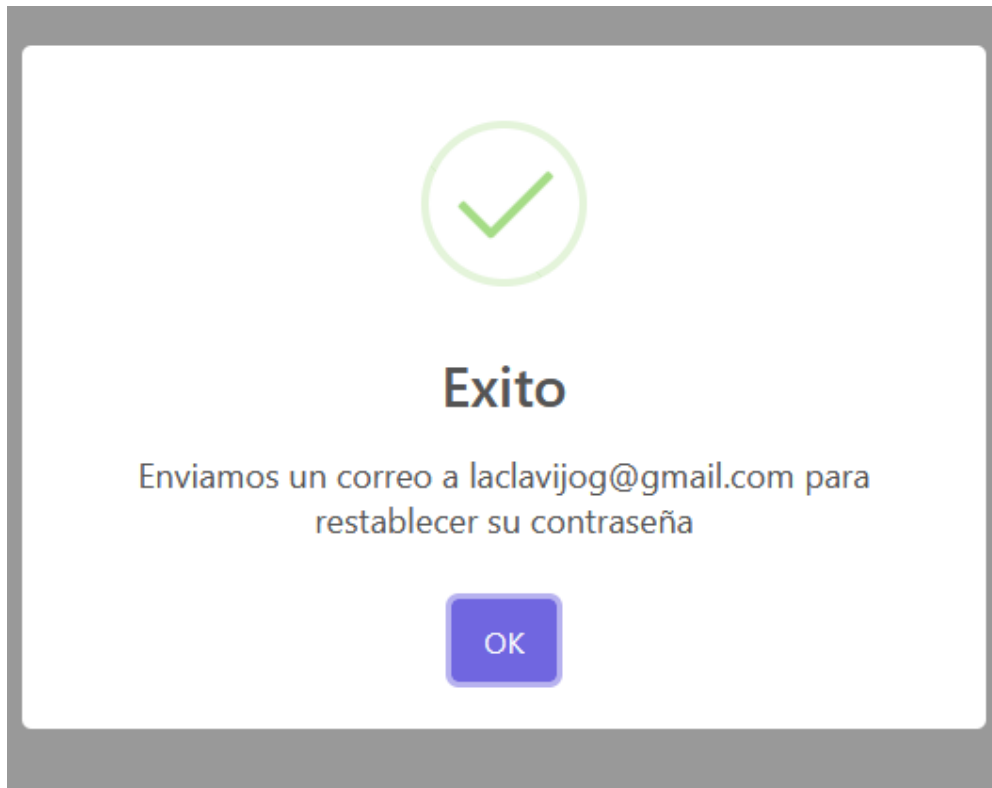 Exito
Enviamos un correo a laclavijog@gmail.com para
restablecer su contraseña
OK